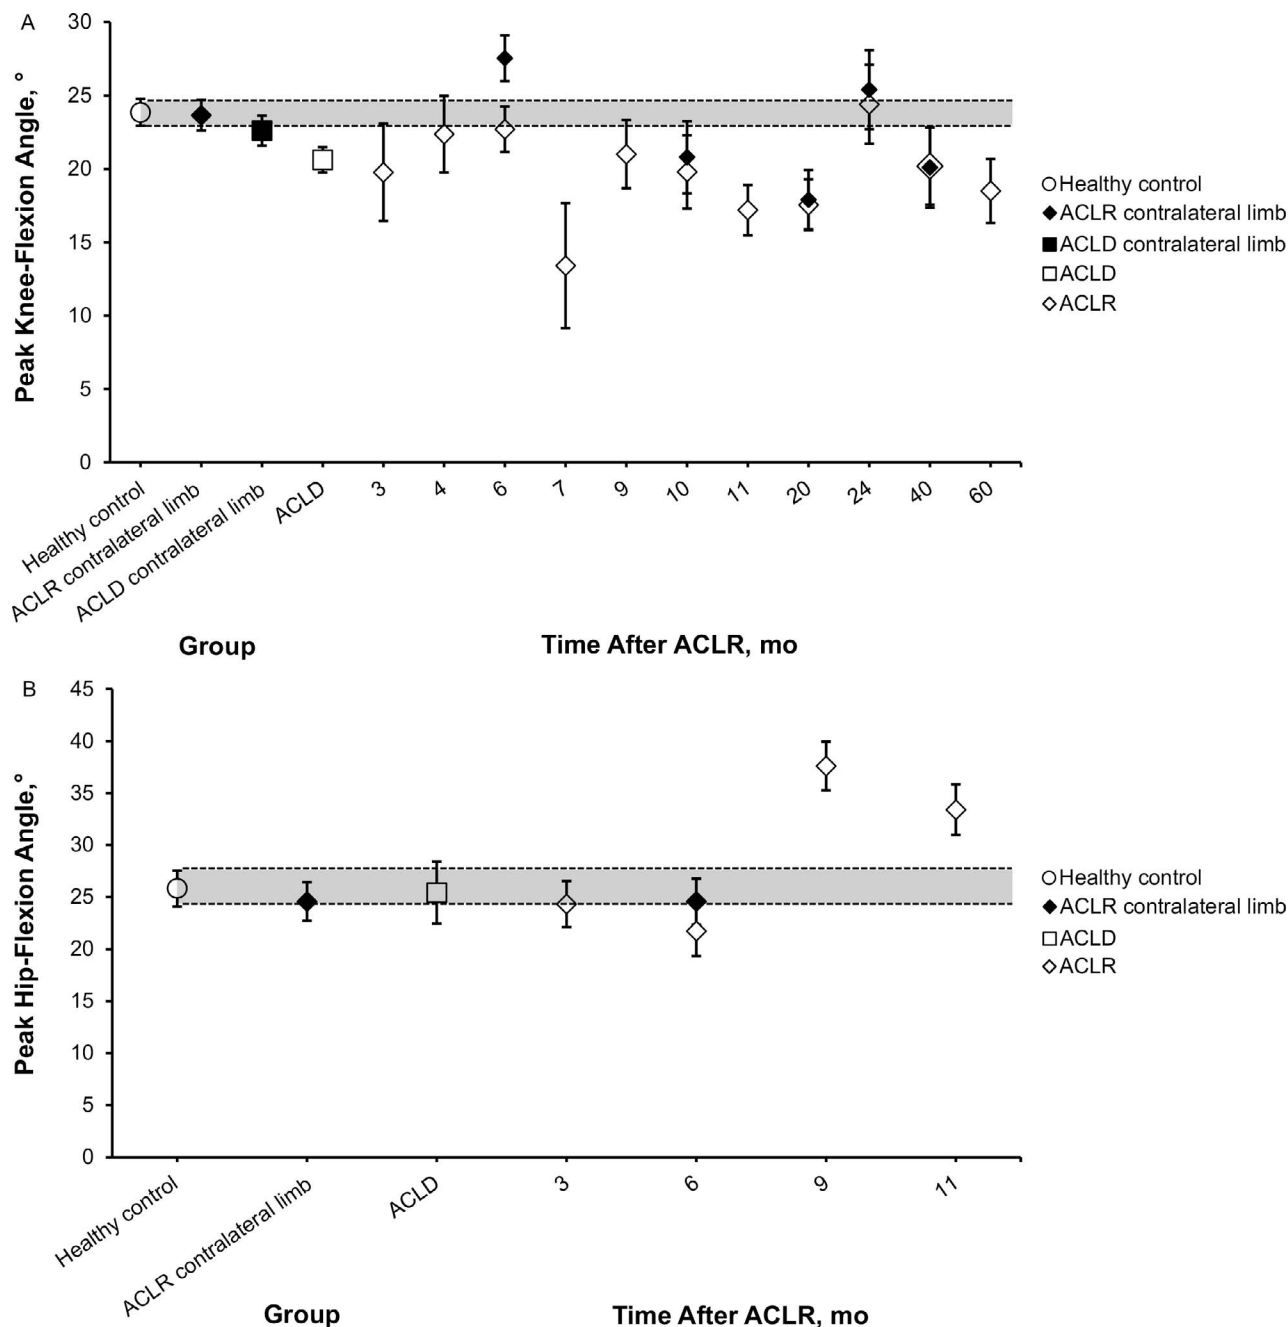 A
Peak Knee-Flexion Angle, °
30
25
20
15
10
5
0
Healthy control
ACLR contralateral limb
ACLD contralateral limb
ACLD
3
4
6
7
9
10
11
20
24
40
60
Group
Time After ACLR, mo
Healthy control
ACLR contralateral limb
ACLD contralateral limb
ACLD
ACLR
B
Peak Hip-Flexion Angle,°
45
40
35
30
25
20
15
10
5
0
Healthy control
ACLR contralateral limb
ACLD
3
6
9
11
Group
Time After ACLR, mo
Healthy control
ACLR contralateral limb
ACLD
ACLR